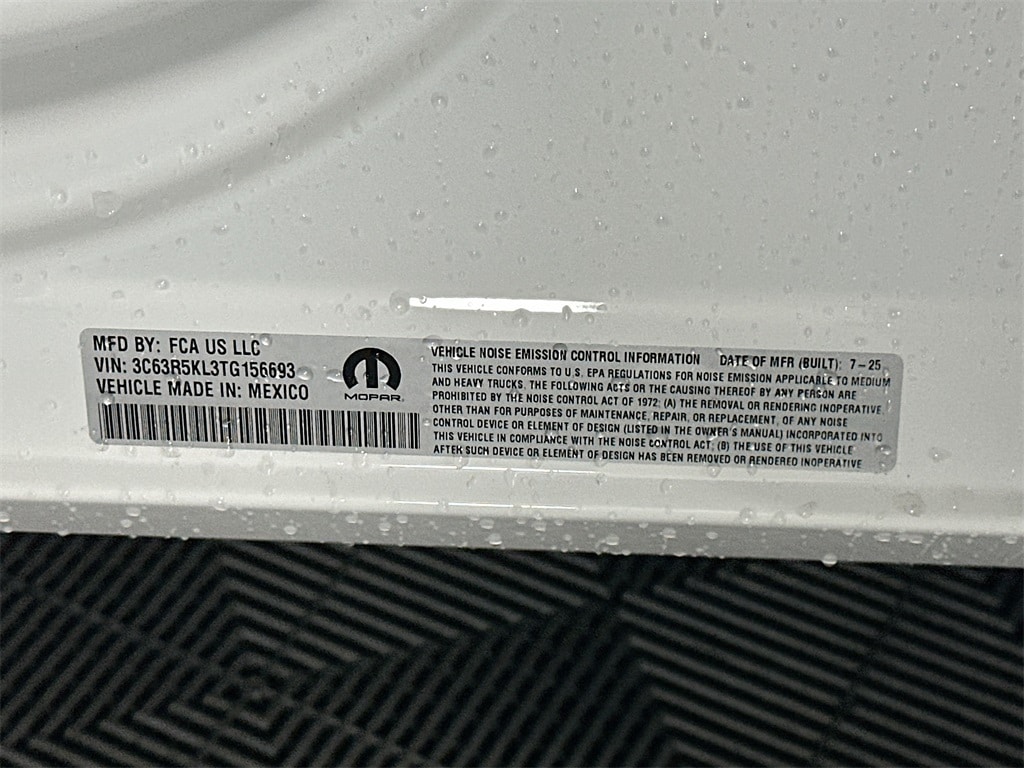 MFD BY: FCA US LLC
VIN: 3C63R5KL3TG156693
VEHICLE MADE IN: MEXICO
MOPAR®
VEHICLE NOISE EMISSION CONTROL INFORMATION DATE OF MFR (BUILT): 7-25
THIS VEHICLE CONFORMS TO U.S. EPA REGULATIONS FOR NOISE EMISSION APPLICABLE TO MEDIUM
AND HEAVY TRUCKS. THE FOLLOWING ACTS OR THE CAUSING THEREOF BY ANY PERSON ARE
PROHIBITED BY THE NOISE CONTROL ACT OF 1972: (A) THE REMOVAL OR RENDERING INOPERATIVE
OTHER THAN FOR PURPOSES OF MAINTENANCE, REPAIR, OR REPLACEMENT, OF ANY NOISE
CONTROL DEVICE OR ELEMENT OF DESIGN (LISTED IN THE OWNER'S MANUAL) INCORPORATED INTO
THIS VEHICLE IN COMPLIANCE WITH THE NOISE CONTROL ACT, (B) THE USE OF THIS VEHICLE
AFTER SUCH DEVICE OR ELEMENT OF DESIGN HAS BEEN REMOVED OR RENDERED INOPERATIVE